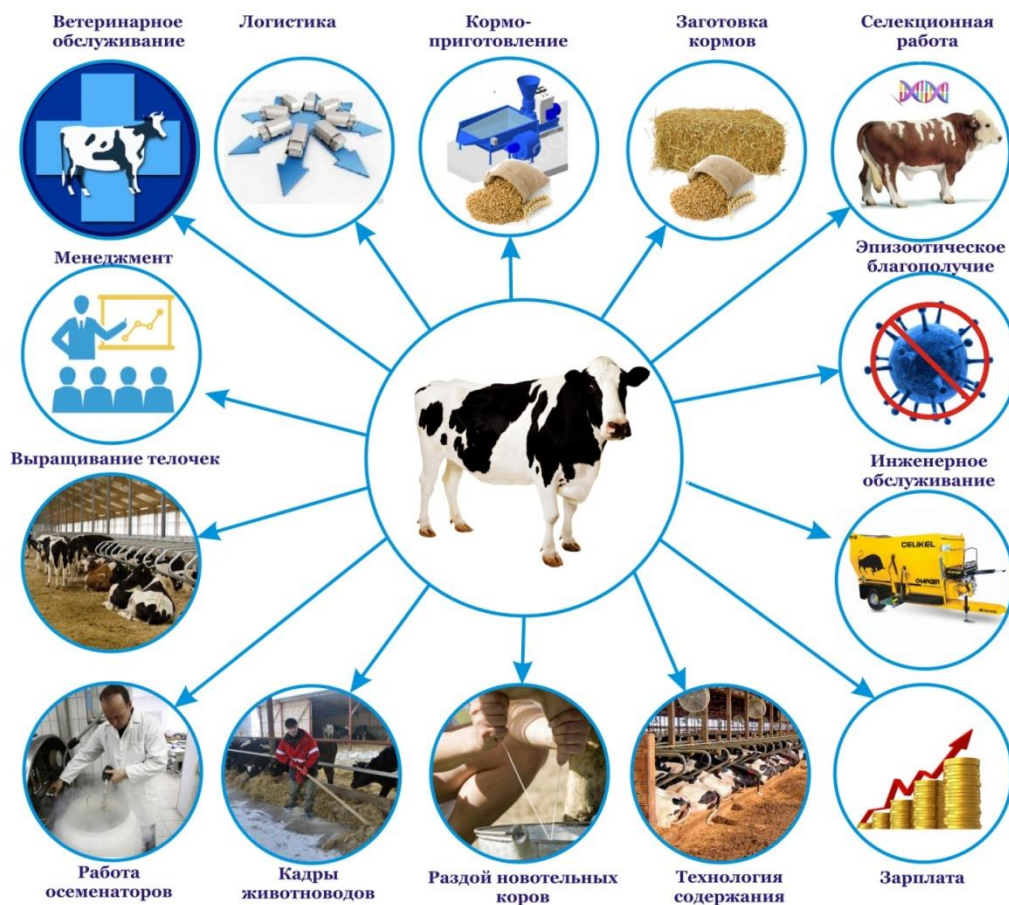 Ветеринарное
обслуживание
Логистика
Кормо-
приготовление
Заготовка
кормов
Селекционная
работа
Менеджмент
Эпизоотическое
благополучие
Выращивание телочек
Инженерное
обслуживание
CELIKEL
CHARGER
Работа
осеменаторов
Кадры
животноводов
Раздой новотельных
коров
Технология
содержания
Зарплата